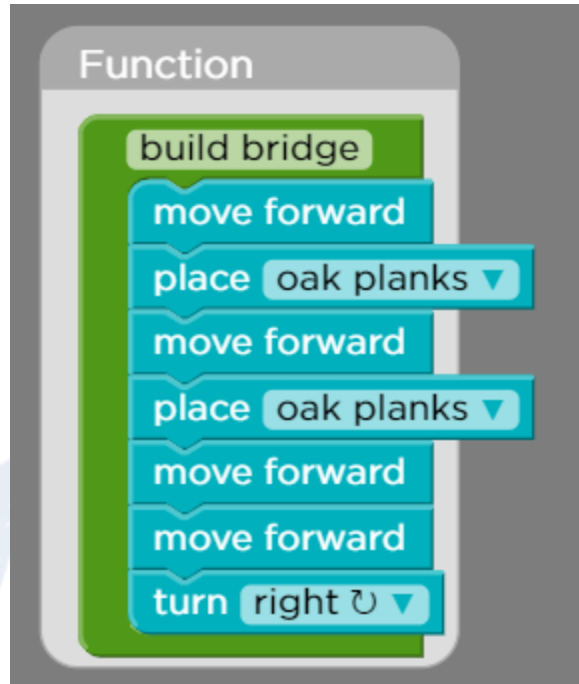 Function
build bridge
move forward
place oak planks
move forward
place oak planks
move forward
move forward
turn right ↻